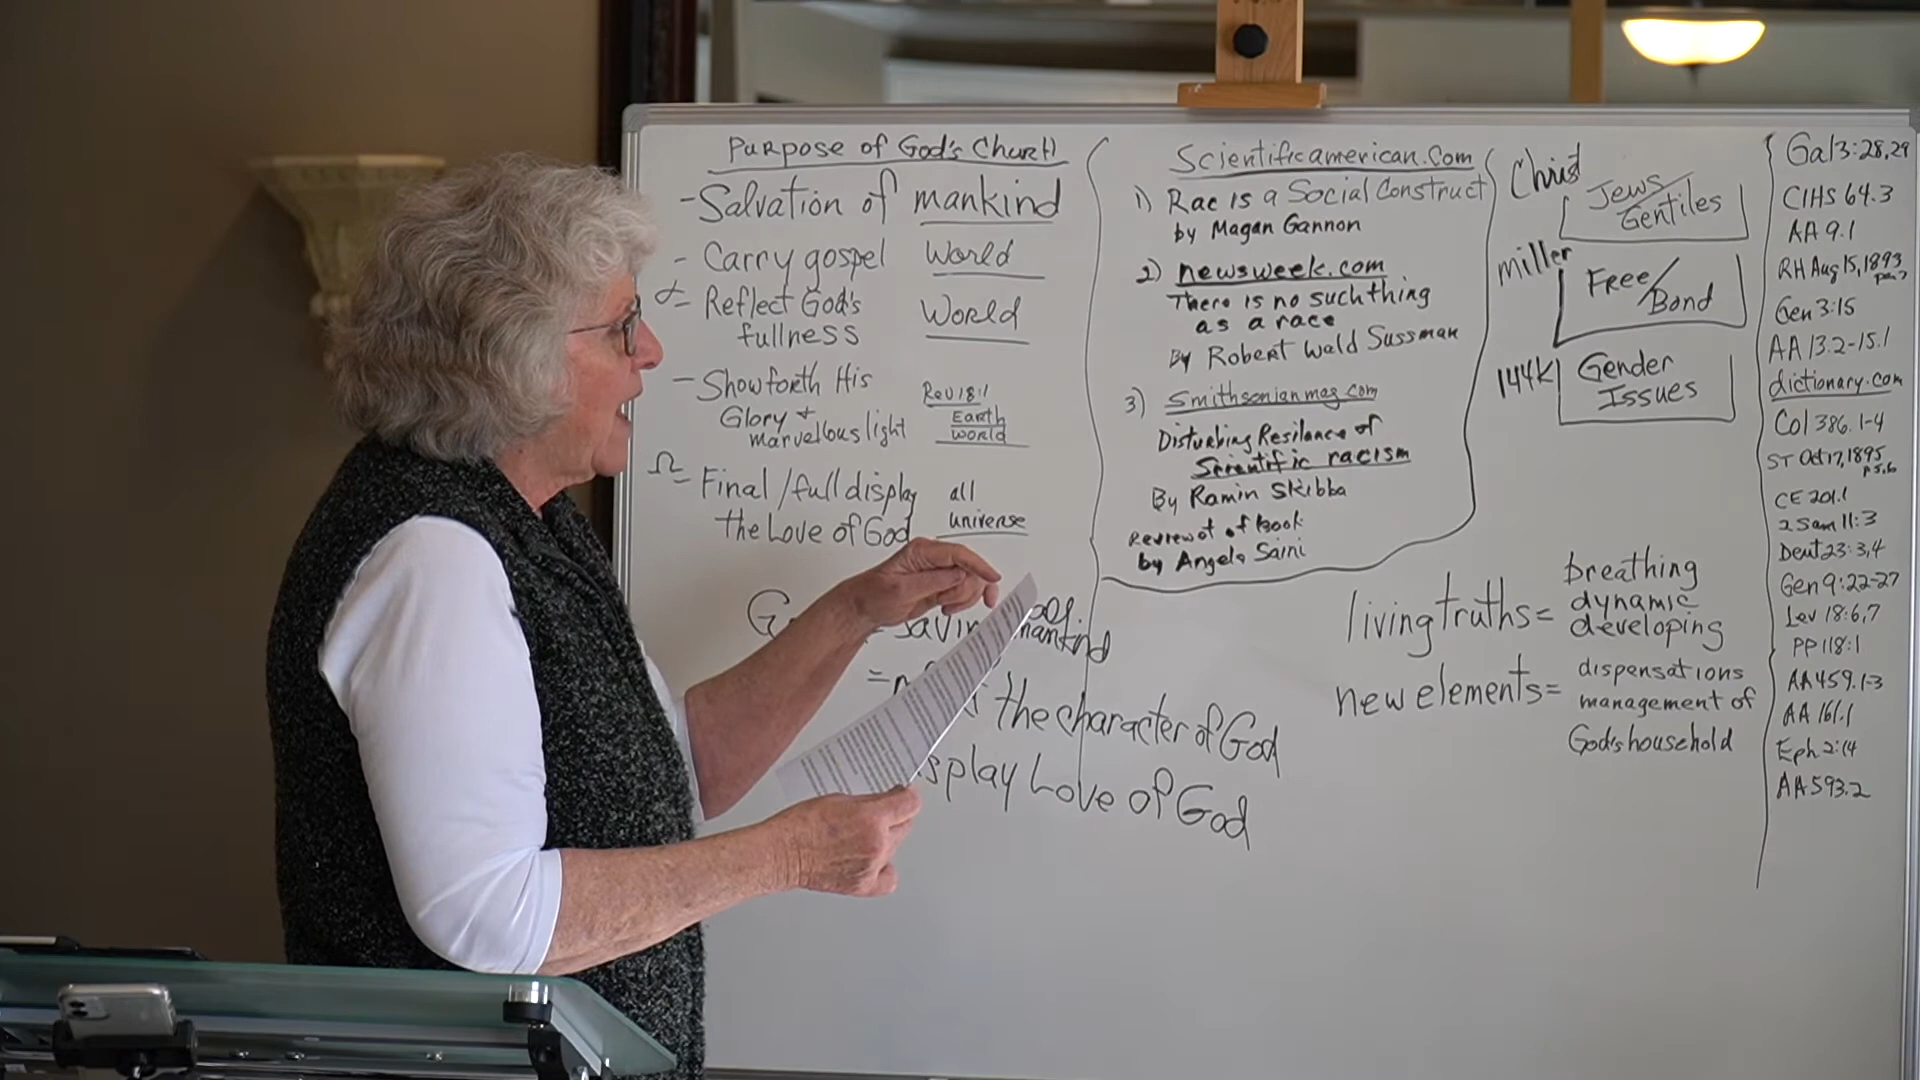 Purpose of God's Church
- Salvation of mankind
- Carry gospel World
α- Reflect God's World
fullness
- Show forth His Rev 18:1
Glory + Earth
marvellous light World
Ω- Final/full display all
the Love of God universe
= saving mankind
= the character of God
Love of God
Scientificamerican.com
1) Rac is a Social Construct
by Magan Gannon
2) newsweek.com
There is no such thing
as a race
By Robert Wald Sussman
3) Smithsonianmag.com
Disturbing Resilance of
Scientific racism
By Ramin Skibba
of book
by Angela Saini
Christ Jews/
Gentiles
miller Free/
Bond
144K Gender
Issues
living truths = breathing
dynamic
developing
new elements = dispensations
management of
God's household
Gal 3:28,29
CIHS 64.3
AA 9.1
RH Aug 15, 1893
Gen 3:15
AA 13.2-15.1
dictionary.com
Col 386.1-4
ST Oct 17, 1895
p 5,6
CE 201.1
2 Sam 11:3
Deut 23:3,4
Gen 9:22-27
Lev 18:6,7
PP 118:1
AA 459.1-3
AA 161.1
Eph 2:14
AA 593.2